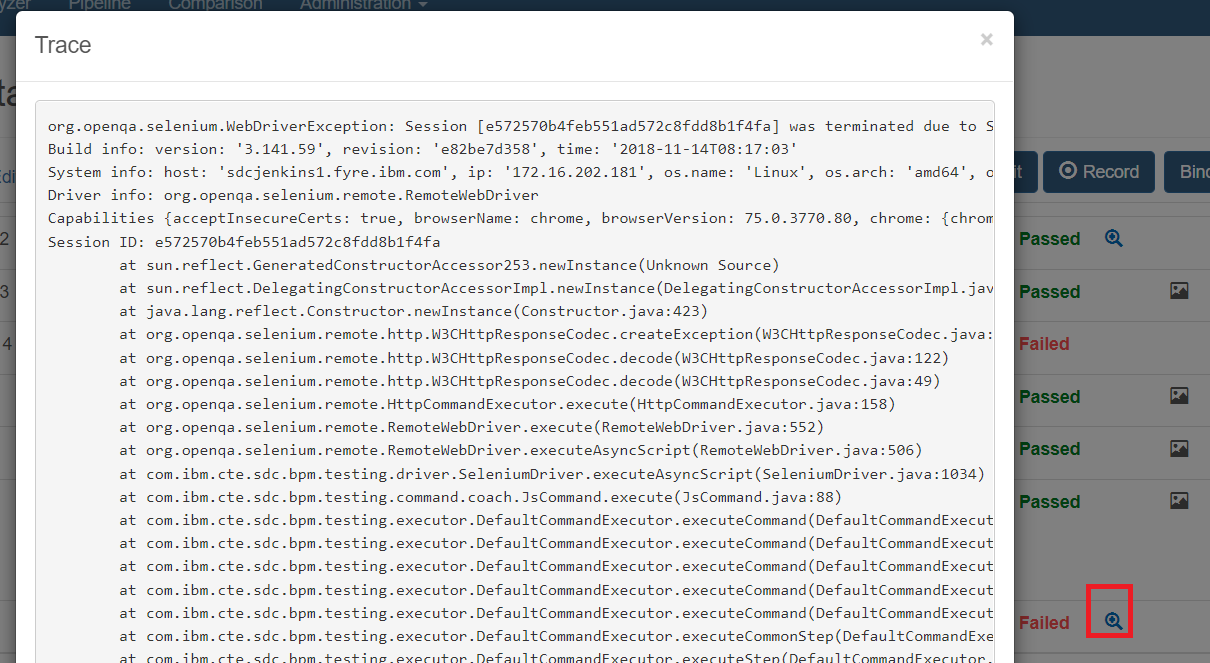 yzer Pipeline Comparison Administration
Trace ×
org.openqa.selenium.WebDriverException: Session [e572570b4feb551ad572c8fdd8b1f4fa] was terminated due to S
Build info: version: '3.141.59', revision: 'e82be7d358', time: '2018-11-14T08:17:03'
System info: host: 'sdcjenkins1.fyre.ibm.com', ip: '172.16.202.181', os.name: 'Linux', os.arch: 'amd64', o
Driver info: org.openqa.selenium.remote.RemoteWebDriver
Capabilities {acceptInsecureCerts: true, browserName: chrome, browserVersion: 75.0.3770.80, chrome: {chrom
Session ID: e572570b4feb551ad572c8fdd8b1f4fa
at sun.reflect.GeneratedConstructorAccessor253.newInstance(Unknown Source)
at sun.reflect.DelegatingConstructorAccessorImpl.newInstance(DelegatingConstructorAccessorImpl.jav
at java.lang.reflect.Constructor.newInstance(Constructor.java:423)
at org.openqa.selenium.remote.http.W3CHttpResponseCodec.createException(W3CHttpResponseCodec.java:
at org.openqa.selenium.remote.http.W3CHttpResponseCodec.decode(W3CHttpResponseCodec.java:122)
at org.openqa.selenium.remote.http.W3CHttpResponseCodec.decode(W3CHttpResponseCodec.java:49)
at org.openqa.selenium.remote.HttpCommandExecutor.execute(HttpCommandExecutor.java:158)
at org.openqa.selenium.remote.RemoteWebDriver.execute(RemoteWebDriver.java:552)
at org.openqa.selenium.remote.RemoteWebDriver.executeAsyncScript(RemoteWebDriver.java:506)
at com.ibm.cte.sdc.bpm.testing.driver.SeleniumDriver.executeAsyncScript(SeleniumDriver.java:1034)
at com.ibm.cte.sdc.bpm.testing.command.coach.JsCommand.execute(JsCommand.java:88)
at com.ibm.cte.sdc.bpm.testing.executor.DefaultCommandExecutor.executeCommand(DefaultCommandExecut
at com.ibm.cte.sdc.bpm.testing.executor.DefaultCommandExecutor.executeCommand(DefaultCommandExecut
at com.ibm.cte.sdc.bpm.testing.executor.DefaultCommandExecutor.executeCommand(DefaultCommandExecut
at com.ibm.cte.sdc.bpm.testing.executor.DefaultCommandExecutor.executeCommand(DefaultCommandExecut
at com.ibm.cte.sdc.bpm.testing.executor.DefaultCommandExecutor.executeCommand(DefaultCommandExecut
at com.ibm.cte.sdc.bpm.testing.executor.DefaultCommandExecutor.executeCommonStep(DefaultCommandExe
at com.ibm.cte.sdc.bpm.testing.executor.DefaultCommandExecutor.executeStep(DefaultCommandExecutor.
ta
Edi
it Record Bind
2 Passed
3 Passed
4 Failed
Passed
Passed
Passed
Failed